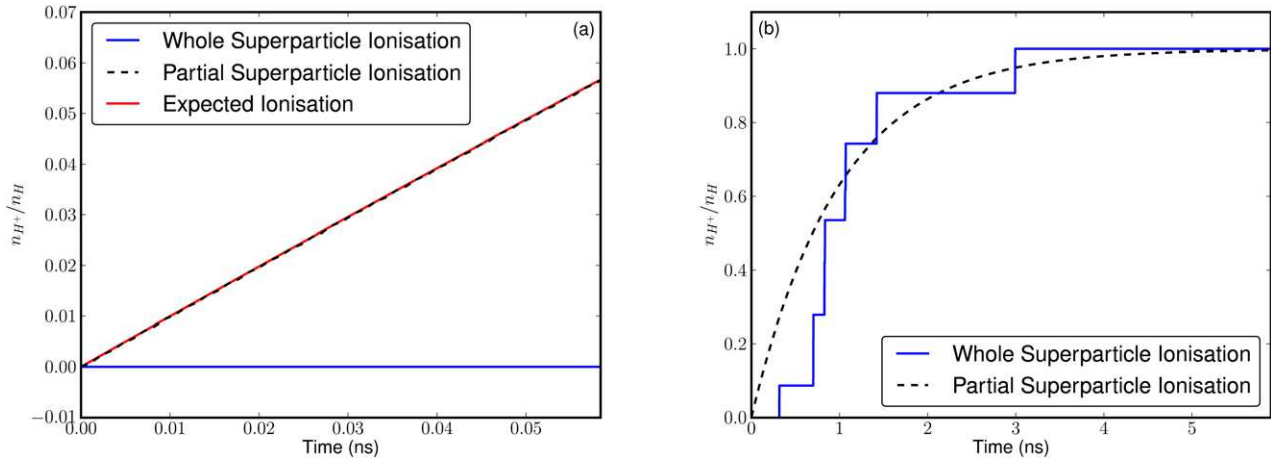 0.07
0.06
0.05
0.04
0.03
0.02
0.01
0.00
−0.01
n_{H^+}/n_H
(a)
Whole Superparticle Ionisation
Partial Superparticle Ionisation
Expected Ionisation
0.00 0.01 0.02 0.03 0.04 0.05
Time (ns)
(b)
1.0
0.8
0.6
0.4
0.2
0.0
n_{H^+}/n_H
Whole Superparticle Ionisation
Partial Superparticle Ionisation
0 1 2 3 4 5
Time (ns)